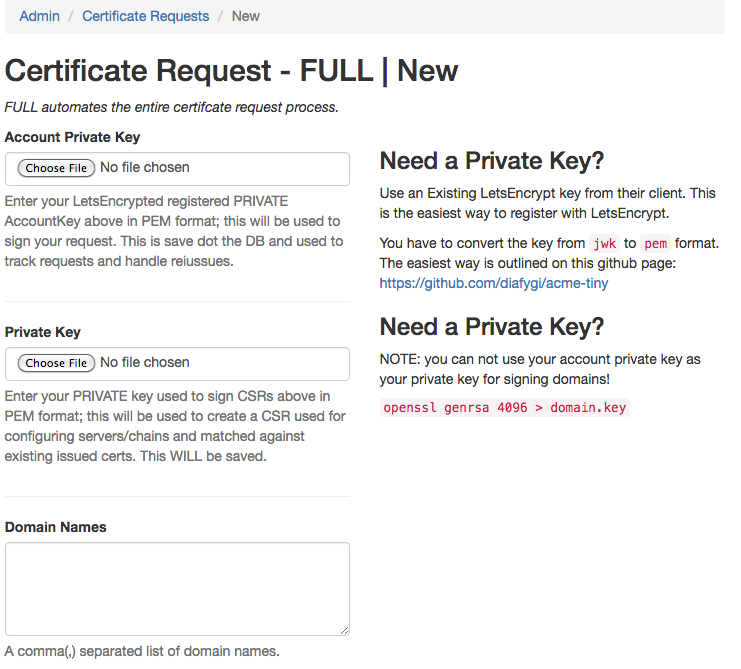 Admin / Certificate Requests / New
Certificate Request - FULL | New
FULL automates the entire certifcate request process.
Account Private Key
Choose File No file chosen
Enter your LetsEncrypted registered PRIVATE
AccountKey above in PEM format; this will be used to
sign your request. This is save dot the DB and used to
track requests and handle reiussues.
Private Key
Choose File No file chosen
Enter your PRIVATE key used to sign CSRs above in
PEM format; this will be used to create a CSR used for
configuring servers/chains and matched against
existing issued certs. This WILL be saved.
Domain Names
A comma(,) separated list of domain names.
Need a Private Key?
Use an Existing LetsEncrypt key from their client. This
is the easiest way to register with LetsEncrypt.
You have to convert the key from jwk to pem format.
The easiest way is outlined on this github page:
https://github.com/diafygi/acme-tiny
Need a Private Key?
NOTE: you can not use your account private key as
your private key for signing domains!
openssl genrsa 4096 > domain.key